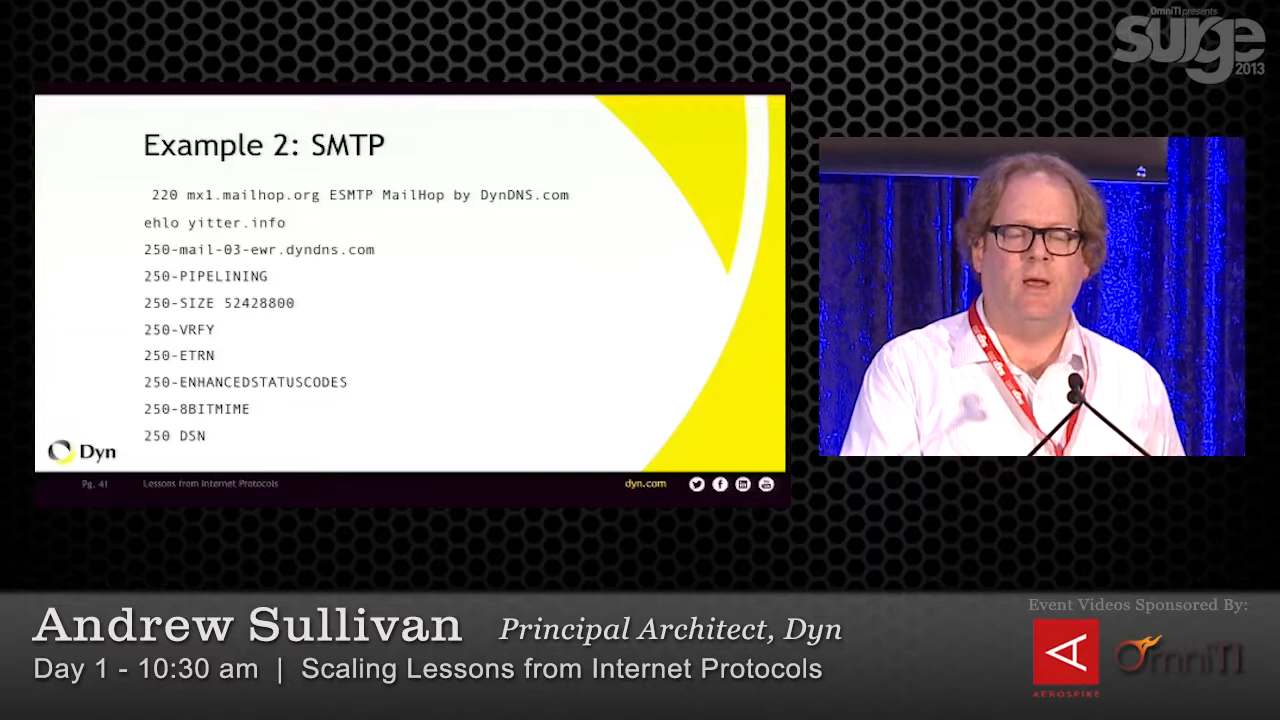 OmniTI presents
surge
2013
Example 2: SMTP
220 mx1.mailhop.org ESMTP MailHop by DynDNS.com
ehlo yitter.info
250-mail-03-ewr.dyndns.com
250-PIPELINING
250-SIZE 52428800
250-VRFY
250-ETRN
250-ENHANCEDSTATUSCODES
250-8BITMIME
250 DSN
Dyn
Pg. 41 Lessons from Internet Protocols dyn.com
Andrew Sullivan Principal Architect, Dyn
Day 1 - 10:30 am | Scaling Lessons from Internet Protocols
Event Videos Sponsored By:
AEROSPIKE
OmniTI